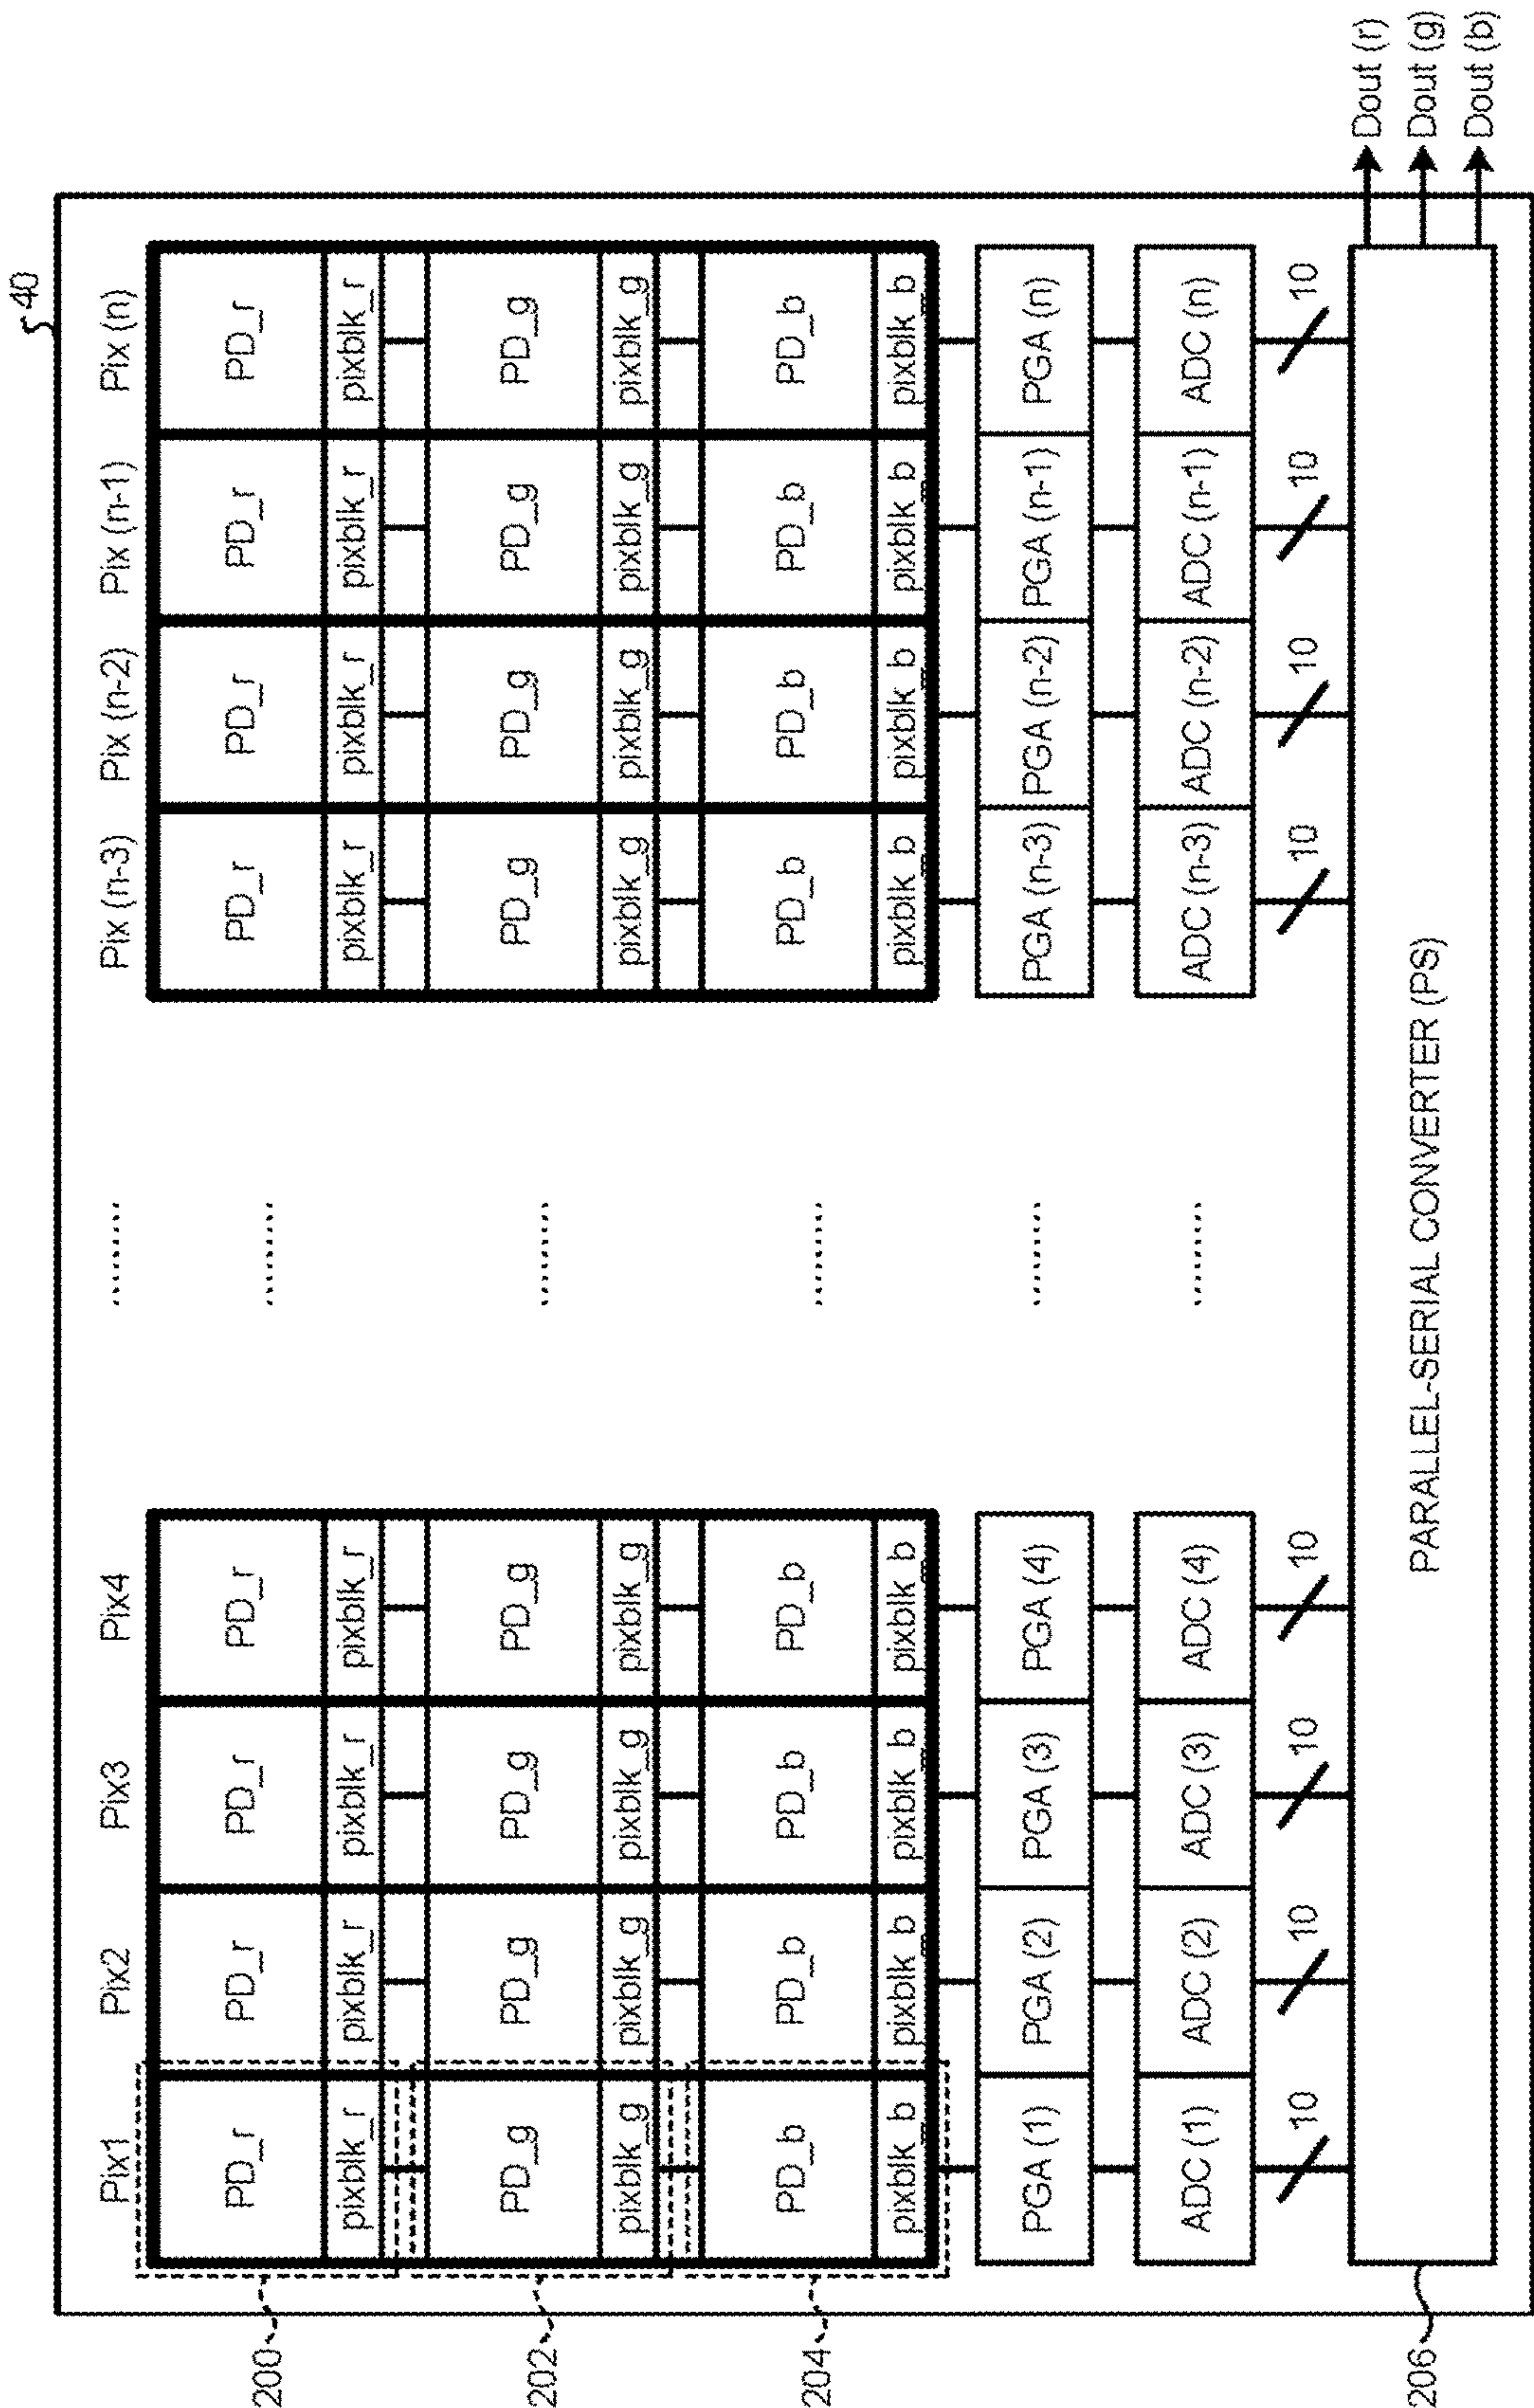 40
Pix1 Pix2 Pix3 Pix4 ....... Pix (n-3) Pix (n-2) Pix (n-1) Pix (n)
200 PD_r PD_r PD_r PD_r ....... PD_r PD_r PD_r PD_r
pixblk_r pixblk_r pixblk_r pixblk_r pixblk_r pixblk_r pixblk_r pixblk_r
202 PD_g PD_g PD_g PD_g ....... PD_g PD_g PD_g PD_g
pixblk_g pixblk_g pixblk_g pixblk_g pixblk_g pixblk_g pixblk_g pixblk_g
204 PD_b PD_b PD_b PD_b ....... PD_b PD_b PD_b PD_b
pixblk_b pixblk_b pixblk_b pixblk_b pixblk_b pixblk_b pixblk_b pixblk_b
PGA (1) PGA (2) PGA (3) PGA (4) ....... PGA (n-3) PGA (n-2) PGA (n-1) PGA (n)
ADC (1) ADC (2) ADC (3) ADC (4) ....... ADC (n-3) ADC (n-2) ADC (n-1) ADC (n)
10 10 10 10 10 10 10 10
Dout (r)
206 PARALLEL-SERIAL CONVERTER (PS) Dout (g)
Dout (b)